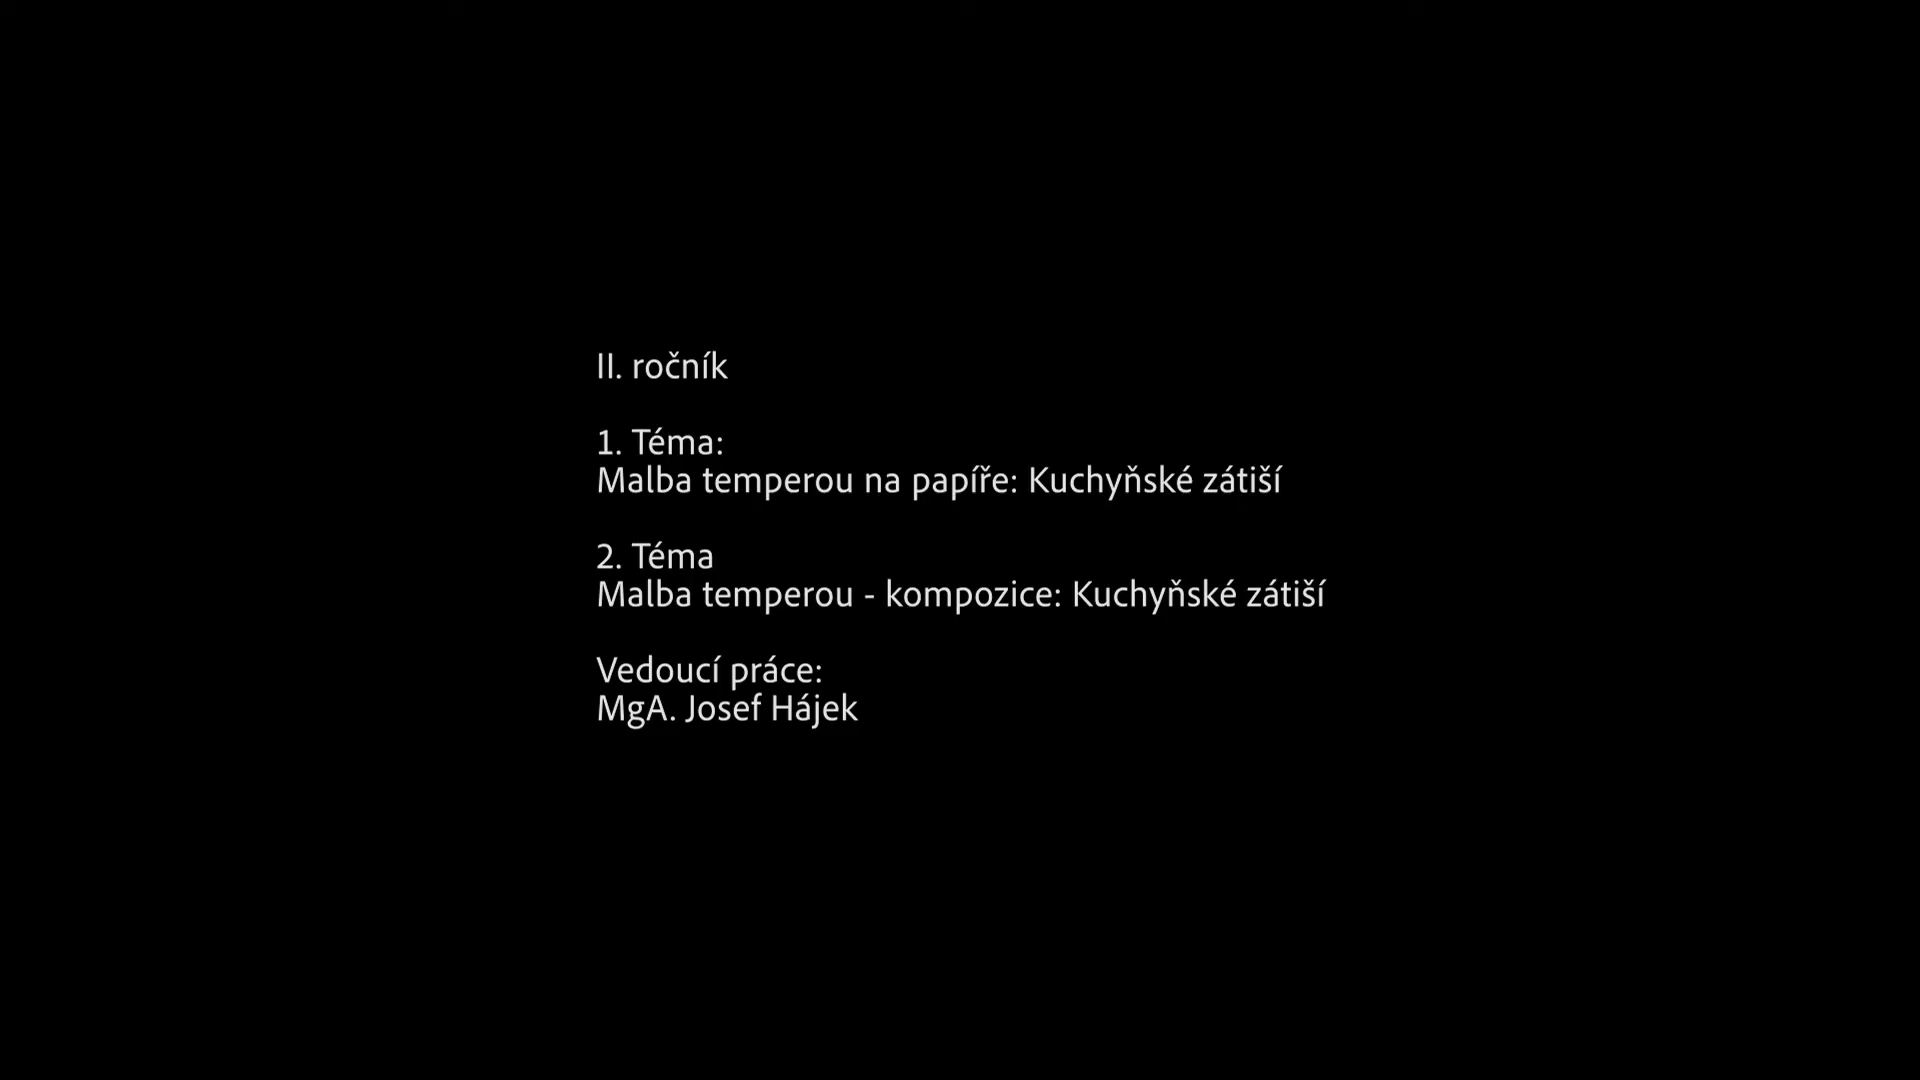 II. ročník
1. Téma:
Malba temperou na papíře: Kuchyňské zátiší
2. Téma
Malba temperou - kompozice: Kuchyňské zátiší
Vedoucí práce:
MgA. Josef Hájek